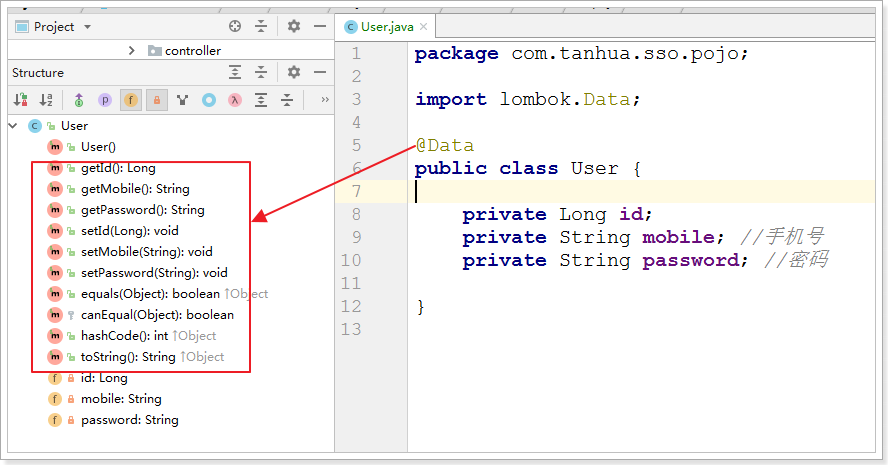 Project
controller
Structure
User
User()
getId(): Long
getMobile(): String
getPassword(): String
setId(Long): void
setMobile(String): void
setPassword(String): void
equals(Object): boolean ↑Object
canEqual(Object): boolean
hashCode(): int ↑Object
toString(): String ↑Object
id: Long
mobile: String
password: String
User.java
1 package com.tanhua.sso.pojo;
2
3 import lombok.Data;
4
5 @Data
6 public class User {
7
8 private Long id;
9 private String mobile; //手机号
10 private String password; //密码
11
12 }
13